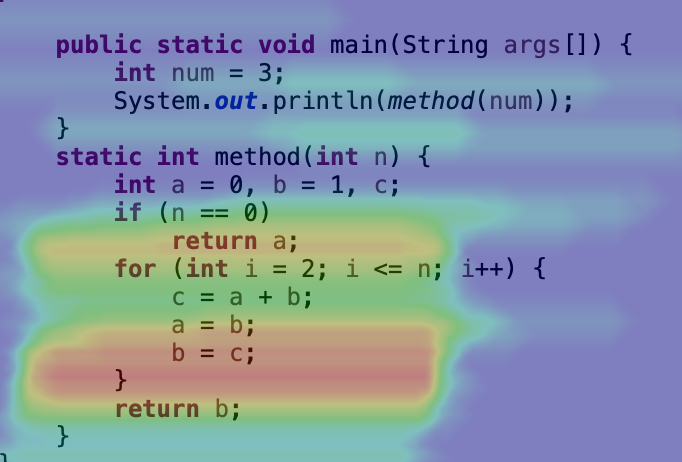 public static void main(String args[]) {
int num = 3;
System.out.println(method(num));
}
static int method(int n) {
int a = 0, b = 1, c;
if (n == 0)
return a;
for (int i = 2; i <= n; i++) {
c = a + b;
a = b;
b = c;
}
return b;
}
}